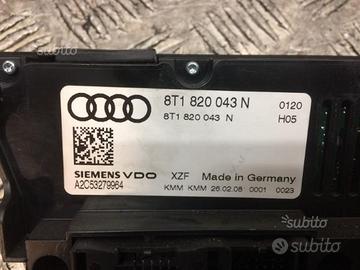 8T1 820 043 N 0120
8T1 820 043 N H05
SIEMENS VDO XZF Made in Germany
A2C53279964 KMM KMM 26.02.08 0001 0023
subito
subito